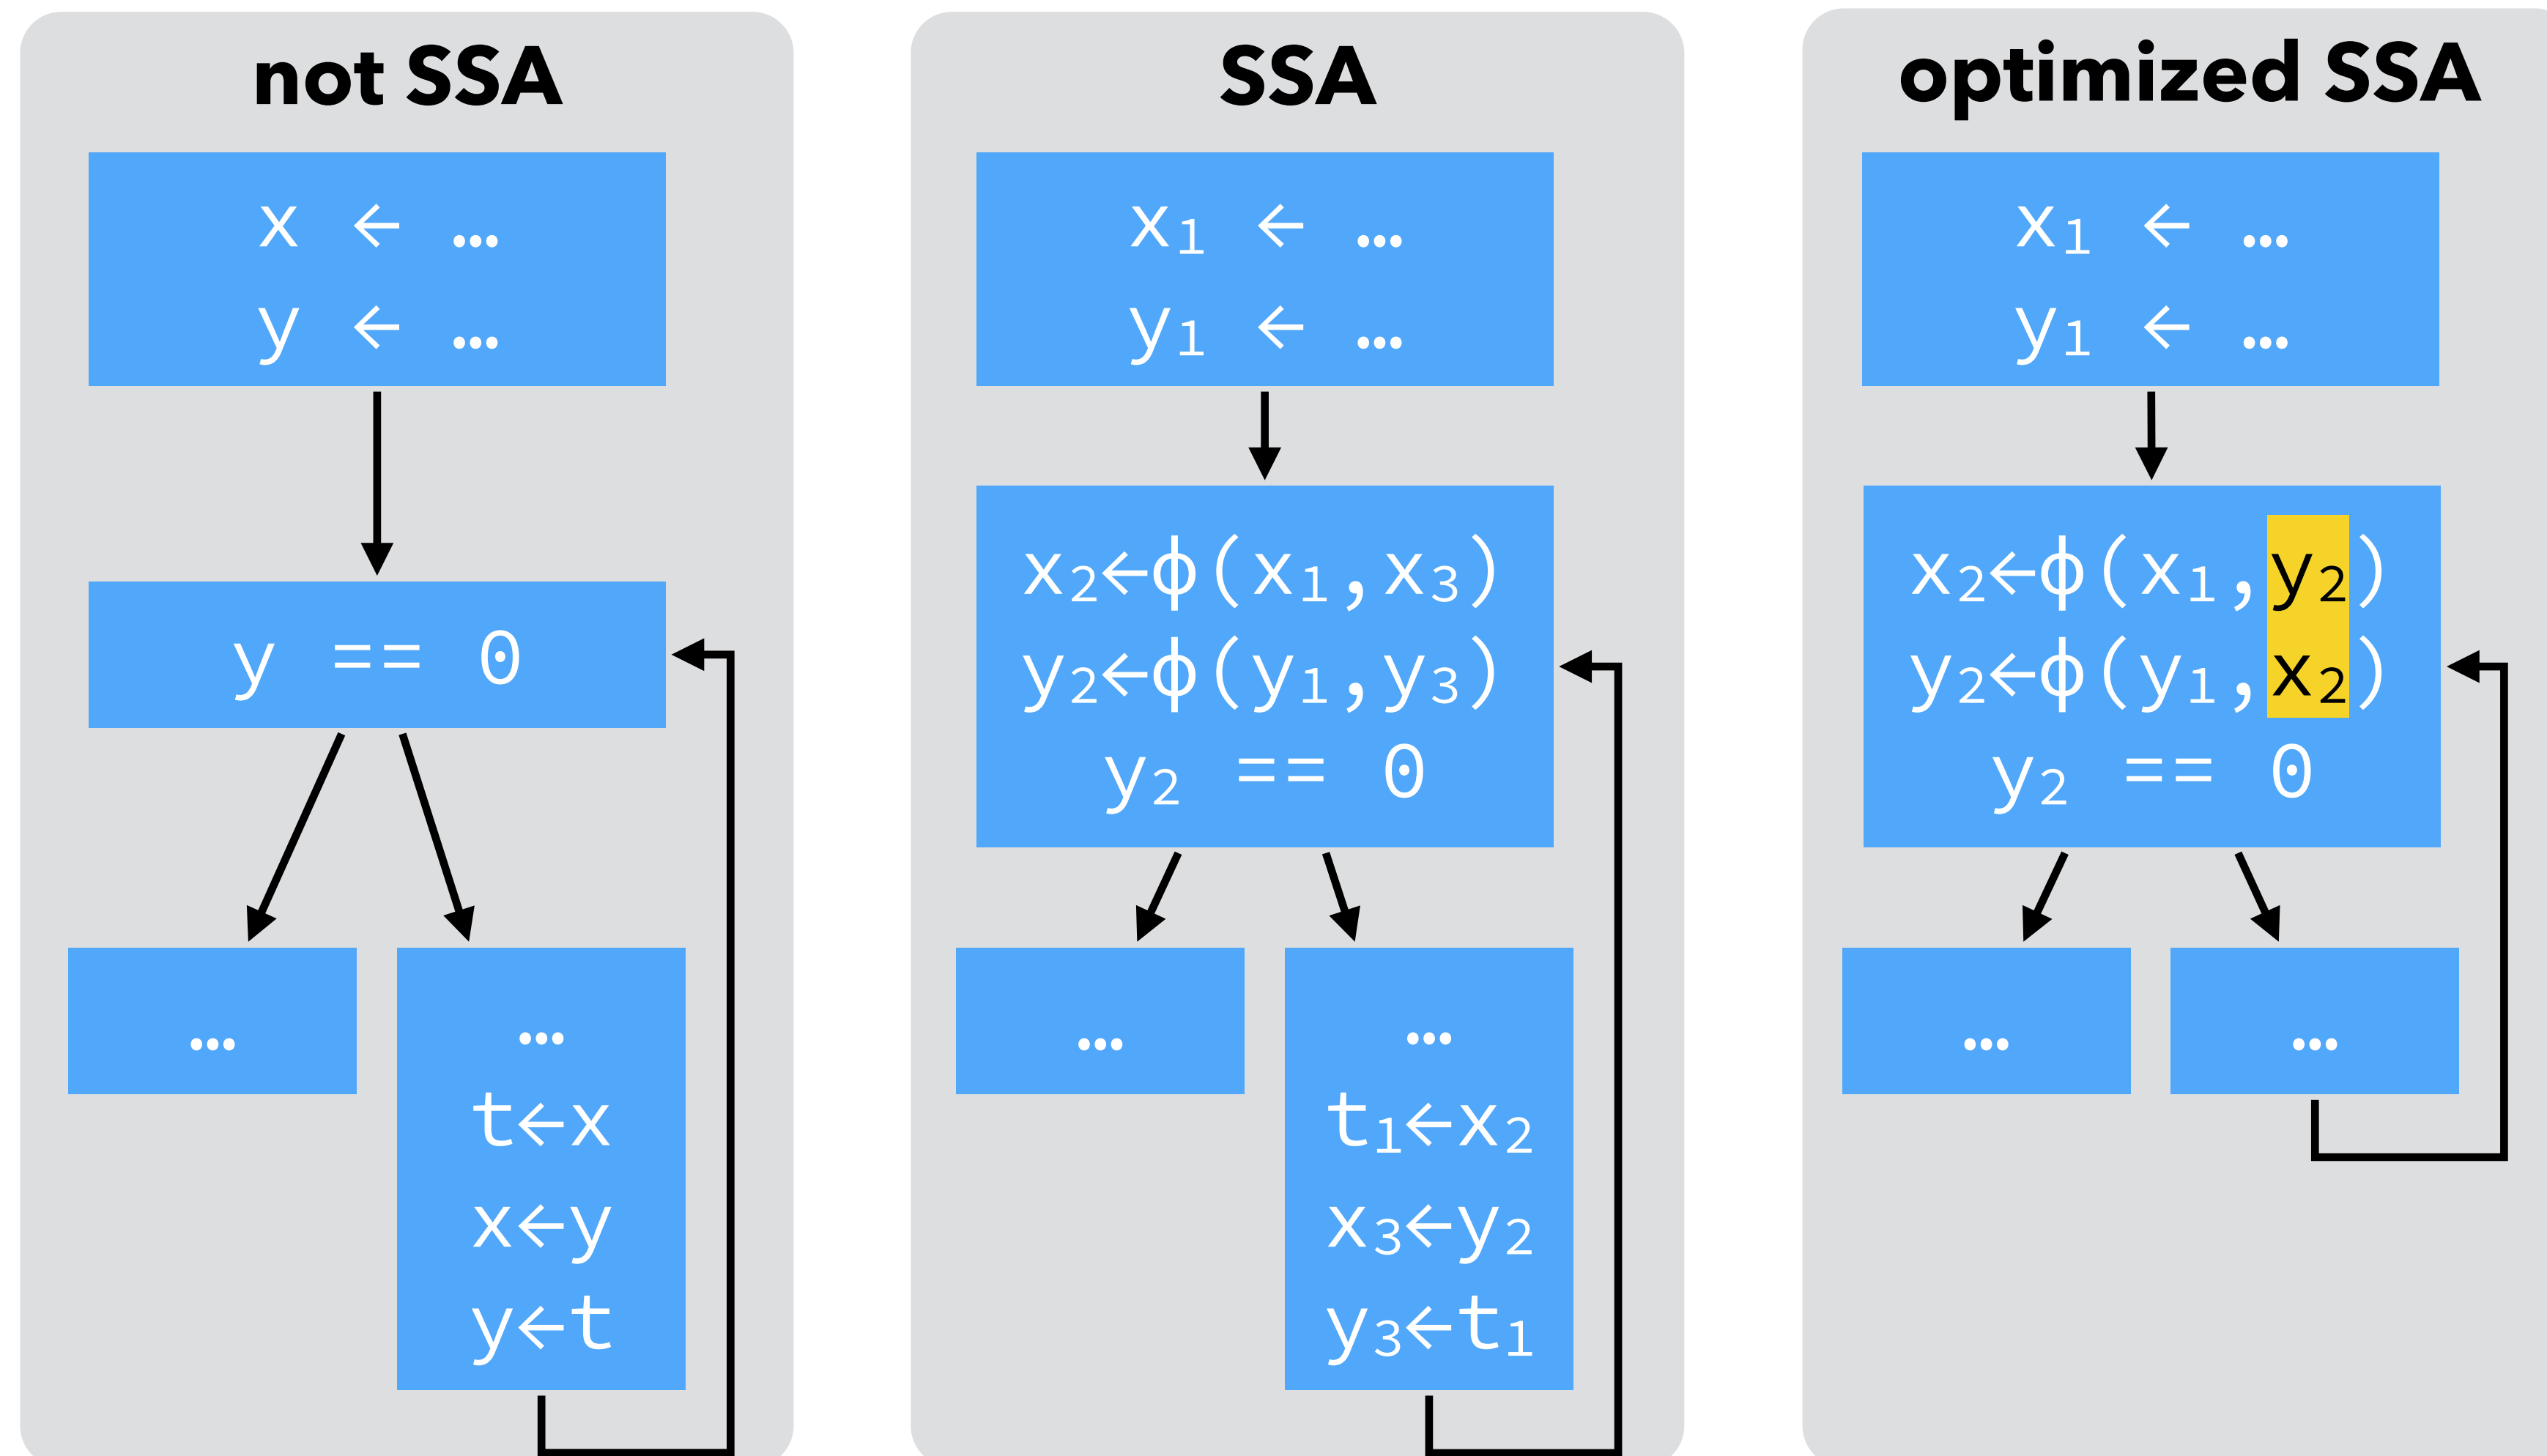 not SSA
x ← …
y ← …
y == 0
…
…
t←x
x←y
y←t
SSA
x₁ ← …
y₁ ← …
x₂←ϕ(x₁,x₃)
y₂←ϕ(y₁,y₃)
y₂ == 0
…
…
t₁←x₂
x₃←y₂
y₃←t₁
optimized SSA
x₁ ← …
y₁ ← …
x₂←ϕ(x₁,y₂)
y₂←ϕ(y₁,x₂)
y₂ == 0
…
…